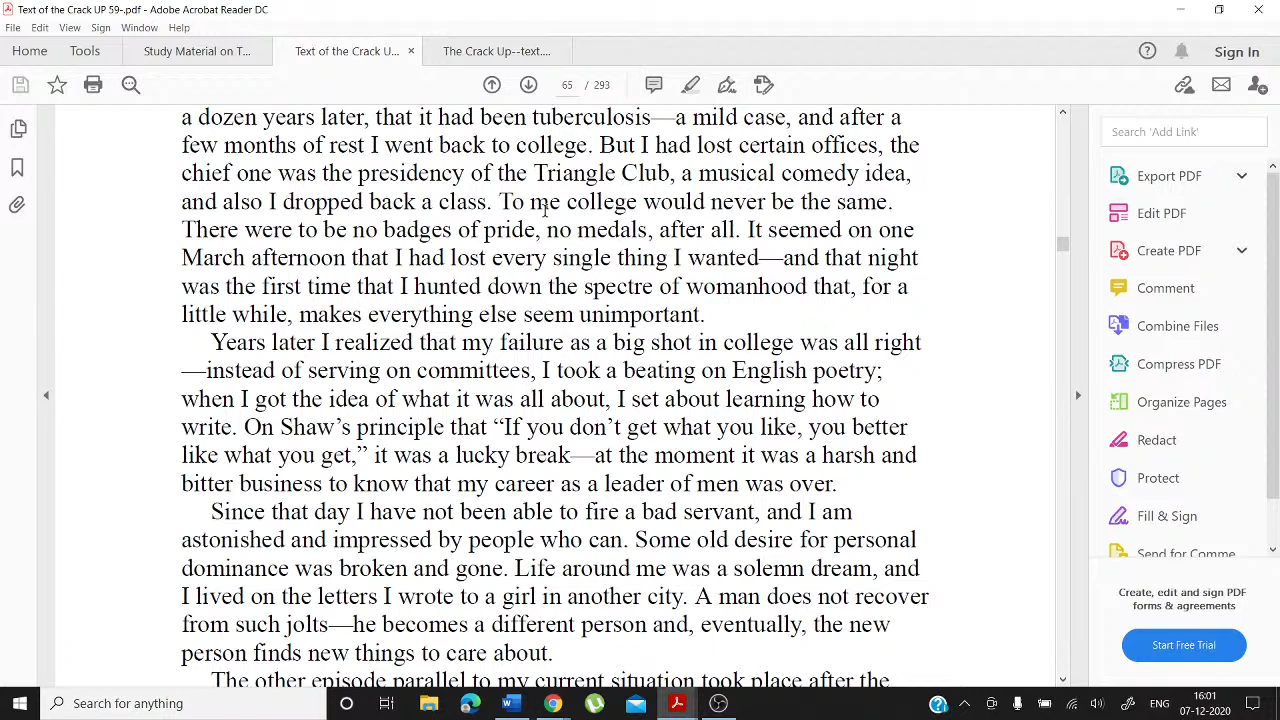 Text of the Crack UP 59-.pdf - Adobe Acrobat Reader DC
File Edit View Sign Window Help
Home Tools Study Material on T... Text of the Crack U... × The Crack Up--text.... Sign In
65 / 293
a dozen years later, that it had been tuberculosis—a mild case, and after a
few months of rest I went back to college. But I had lost certain offices, the
chief one was the presidency of the Triangle Club, a musical comedy idea,
and also I dropped back a class. To me college would never be the same.
There were to be no badges of pride, no medals, after all. It seemed on one
March afternoon that I had lost every single thing I wanted—and that night
was the first time that I hunted down the spectre of womanhood that, for a
little while, makes everything else seem unimportant.
Years later I realized that my failure as a big shot in college was all right
—instead of serving on committees, I took a beating on English poetry;
when I got the idea of what it was all about, I set about learning how to
write. On Shaw’s principle that “If you don’t get what you like, you better
like what you get,” it was a lucky break—at the moment it was a harsh and
bitter business to know that my career as a leader of men was over.
Since that day I have not been able to fire a bad servant, and I am
astonished and impressed by people who can. Some old desire for personal
dominance was broken and gone. Life around me was a solemn dream, and
I lived on the letters I wrote to a girl in another city. A man does not recover
from such jolts—he becomes a different person and, eventually, the new
person finds new things to care about.
The other episode parallel to my current situation took place after the
Search 'Add Link'
Export PDF
Edit PDF
Create PDF
Comment
Combine Files
Compress PDF
Organize Pages
Redact
Protect
Fill & Sign
Send for Comme
Create, edit and sign PDF
forms & agreements
Start Free Trial
Search for anything
ENG
16:01
07-12-2020